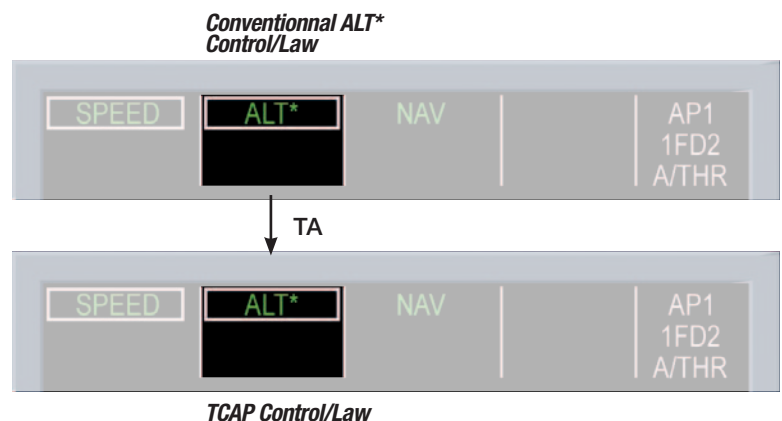 Conventionnal ALT*
Control/Law
SPEED ALT* NAV AP1
1FD2
A/THR
TA
SPEED ALT* NAV AP1
1FD2
A/THR
TCAP Control/Law